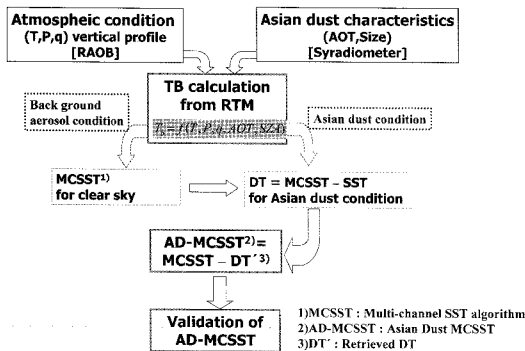 Atmospheic condition
(T,P,q) vertical profile
[RAOB]
Asian dust characteristics
(AOT,Size)
[Syradiometer]
TB calculation
from RTM
Back ground
aerosol condition
Asian dust condition
MCSST1)
for clear sky
DT = MCSST – SST
for Asian dust condition
AD-MCSST2)=
MCSST – DT´3)
Validation of
AD-MCSST
1)MCSST : Multi-channel SST algorithm
2)AD-MCSST : Asian Dust MCSST
3)DT´ : Retrieved DT